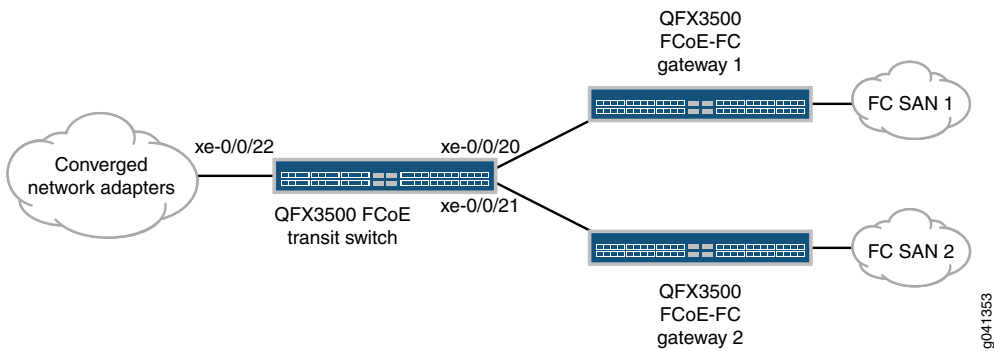 QFX3500
FCoE-FC
gateway 1
FC SAN 1
xe-0/0/22
xe-0/0/20
Converged
network adapters
xe-0/0/21
QFX3500 FCoE
transit switch
FC SAN 2
QFX3500
FCoE-FC
gateway 2
g041353